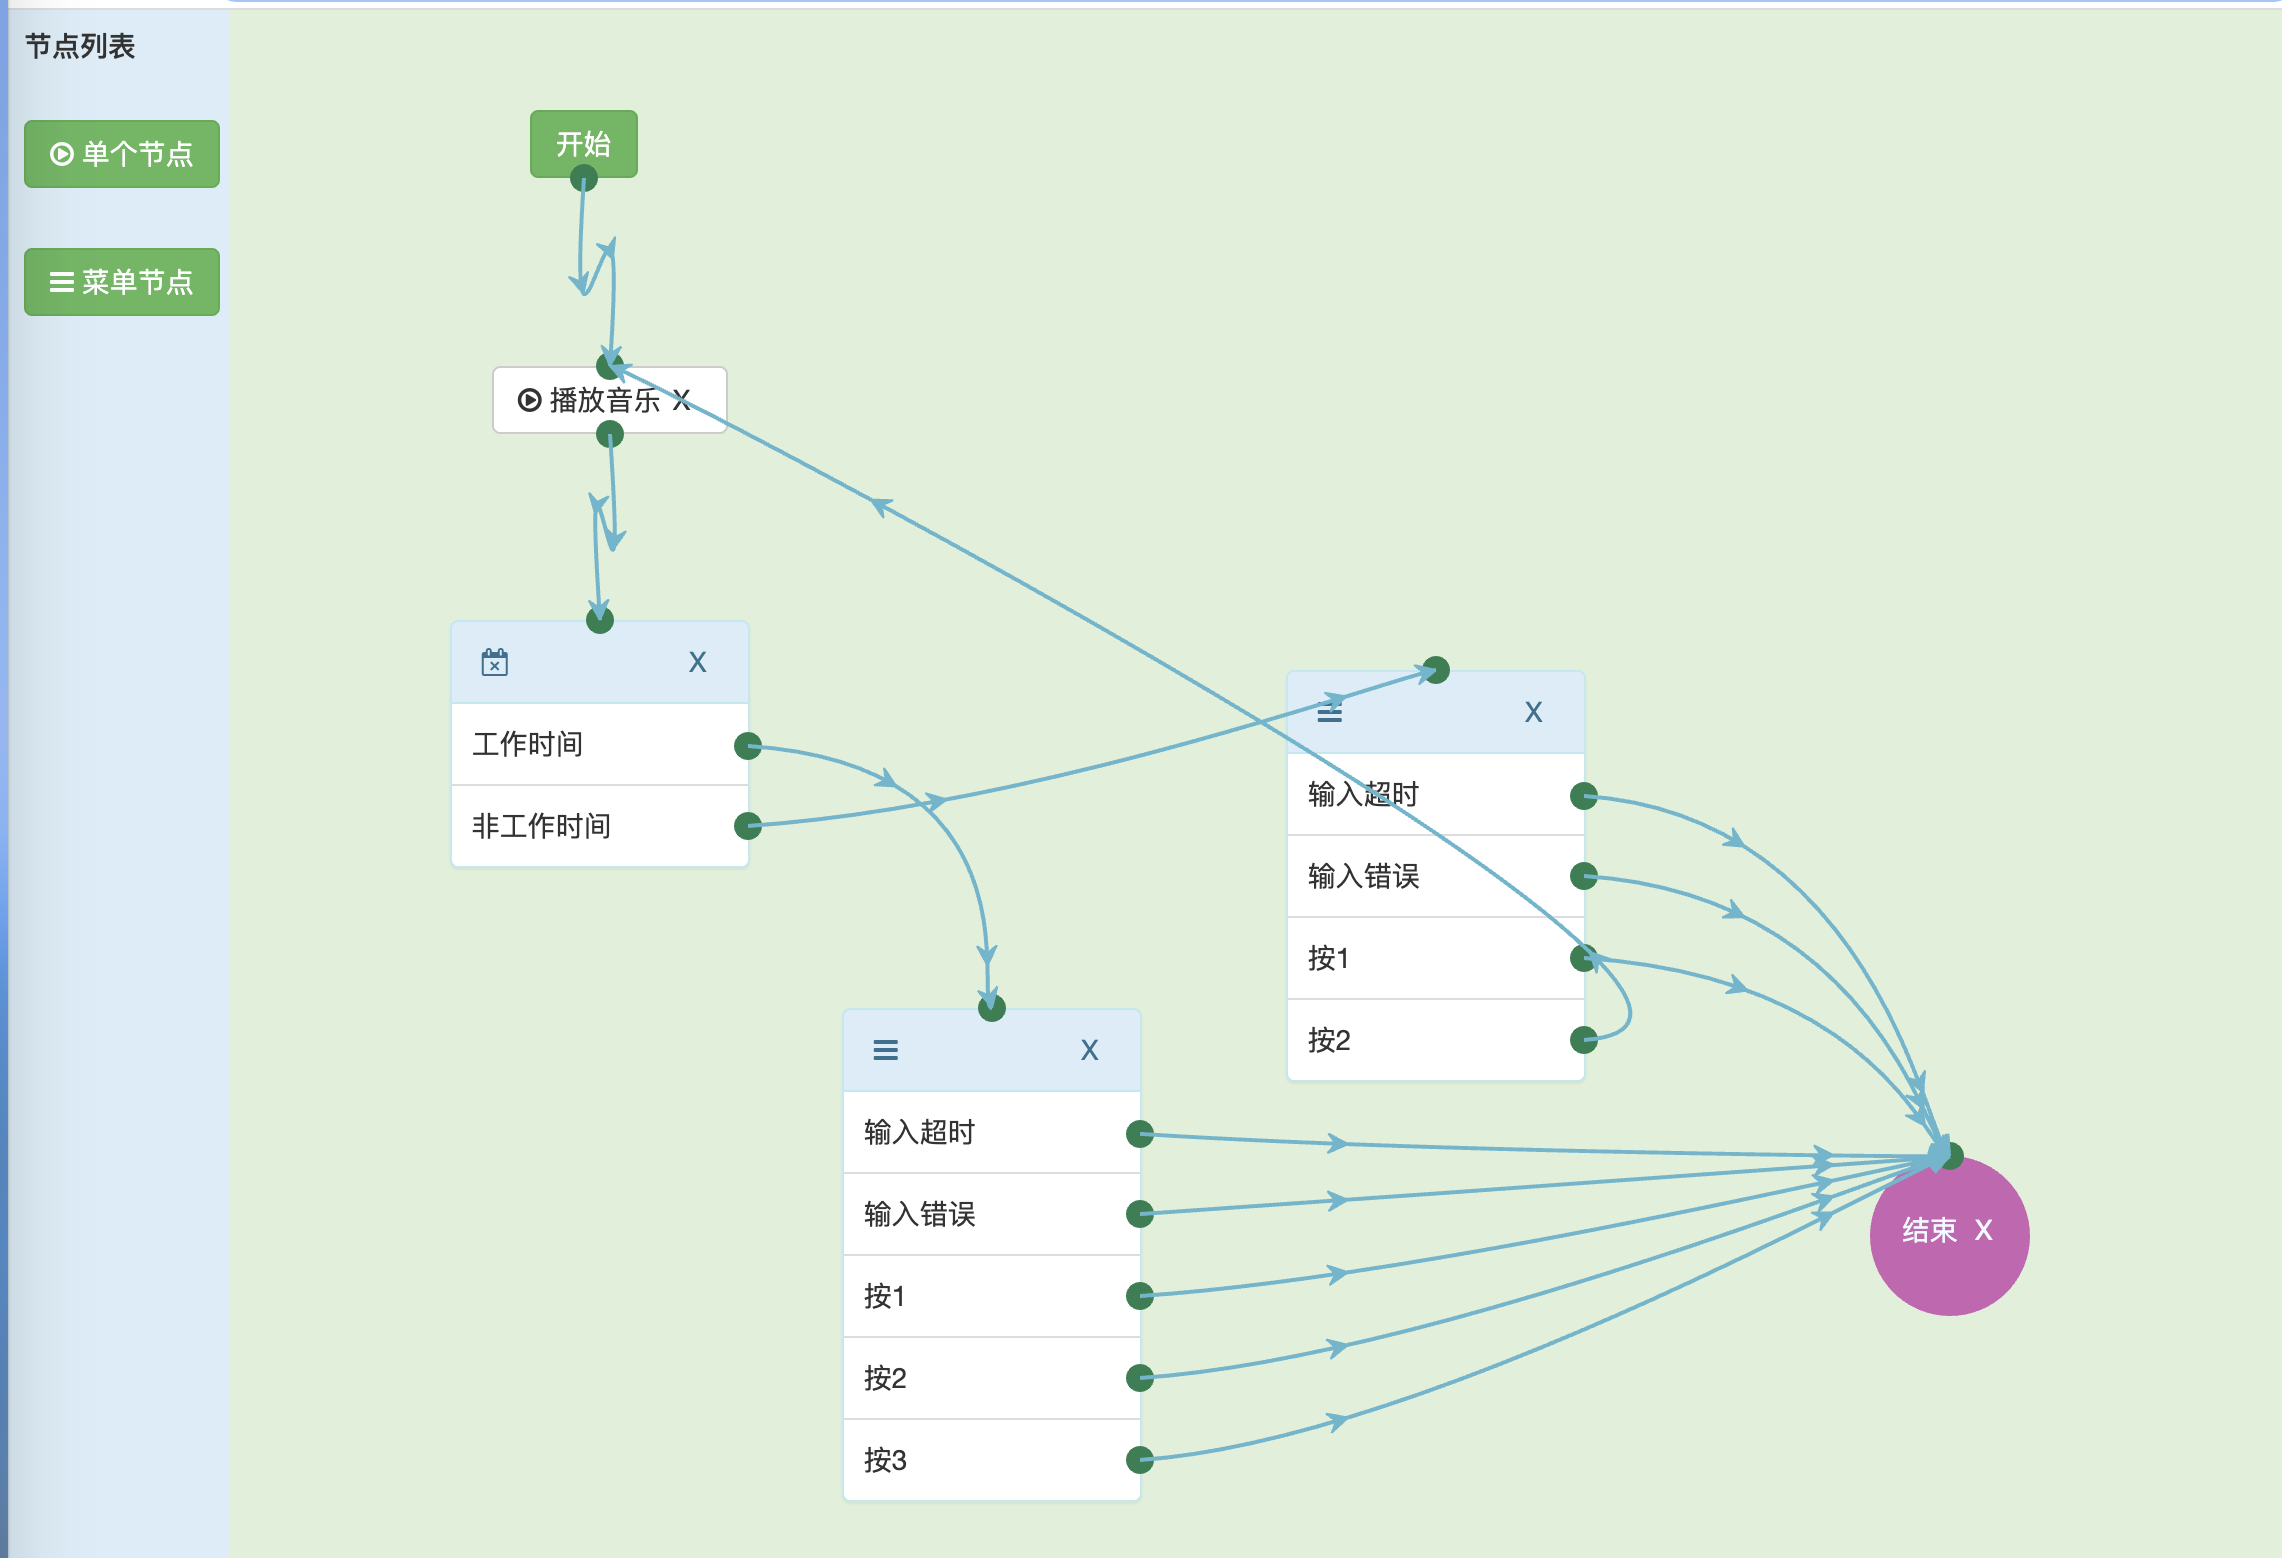 节点列表
单个节点
菜单节点
开始
播放音乐 X
X
工作时间
非工作时间
X
输入超时
输入错误
按1
按2
X
输入超时
输入错误
按1
按2
按3
结束 X